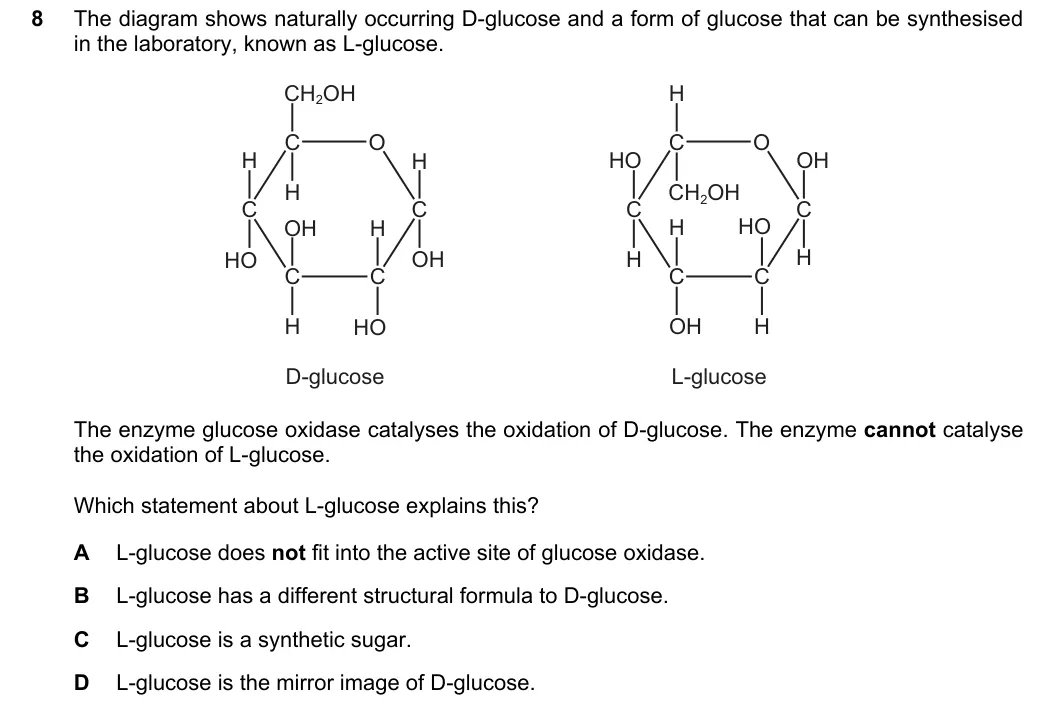 8 The diagram shows naturally occurring D-glucose and a form of glucose that can be synthesised
in the laboratory, known as L-glucose.
CH₂OH H
C O C O
H H HO OH
H CH₂OH
C C C C
OH H H HO
HO OH H H
C C C C
H HO OH H
D-glucose L-glucose
The enzyme glucose oxidase catalyses the oxidation of D-glucose. The enzyme cannot catalyse
the oxidation of L-glucose.
Which statement about L-glucose explains this?
A L-glucose does not fit into the active site of glucose oxidase.
B L-glucose has a different structural formula to D-glucose.
C L-glucose is a synthetic sugar.
D L-glucose is the mirror image of D-glucose.